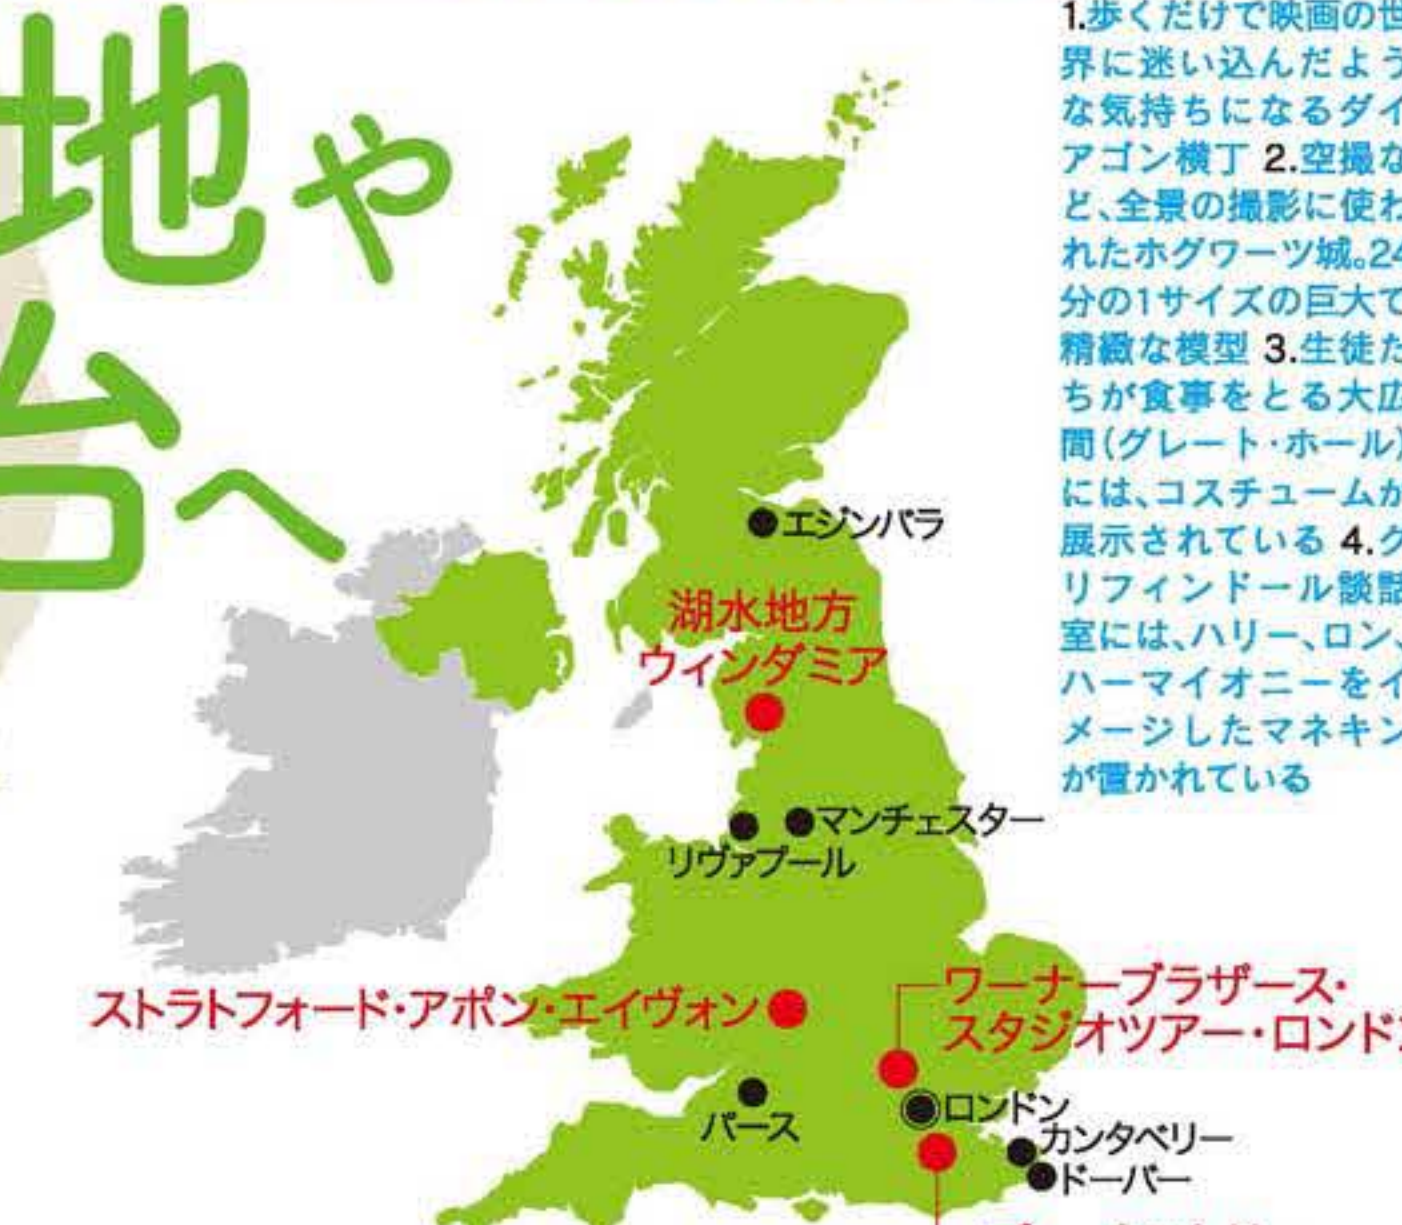 地や
台へ
1.歩くだけで映画の世
界に迷い込んだよう
な気持ちになるダイ
アゴン横丁 2.空撮な
ど、全景の撮影に使わ
れたホグワーツ城。24
分の1サイズの巨大で
精緻な模型 3.生徒た
ちが食事をとる大広
間(グレート・ホール)
には、コスチュームが
展示されている 4.グ
リフィンドール談話
室には、ハリー、ロン、
ハーマイオニーをイ
メージしたマネキン
が置かれている
エジンバラ
湖水地方
ウィンダミア
マンチェスター
リヴァプール
ストラトフォード・アポン・エイヴォン
ワーナーブラザース・
スタジオツアー・ロンドン
バース
ロンドン
カンタベリー
ドーバー